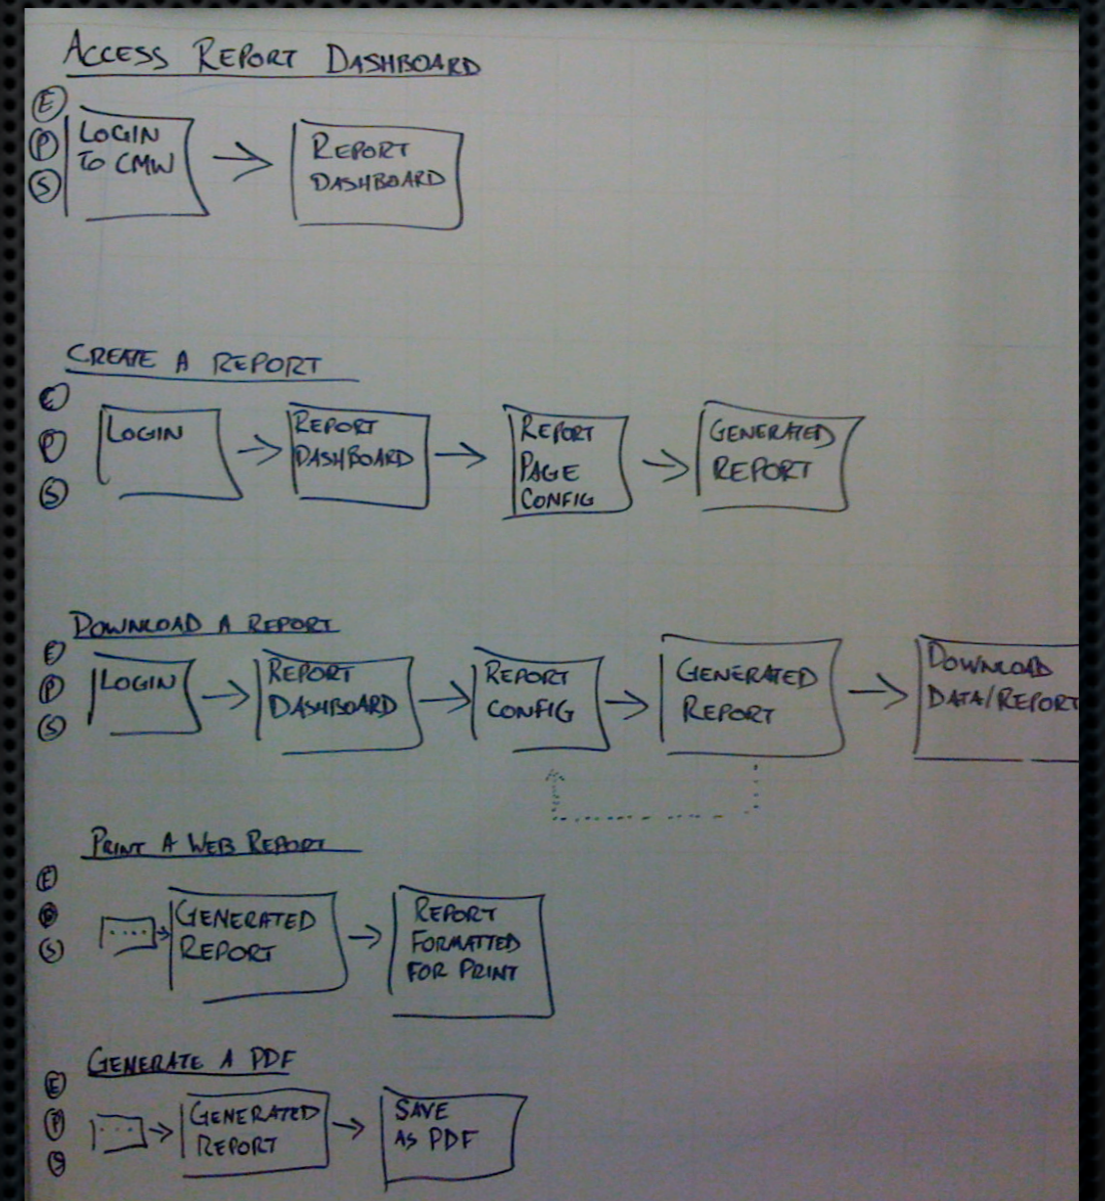 ACCESS REPORT DASHBOARD
E
P
S
LOGIN
TO CMW
REPORT
DASHBOARD
CREATE A REPORT
E
P
S
LOGIN
REPORT
DASHBOARD
REPORT
PAGE
CONFIG
GENERATED
REPORT
DOWNLOAD A REPORT
E
P
S
LOGIN
REPORT
DASHBOARD
REPORT
CONFIG
GENERATED
REPORT
DOWNLOAD
DATA/REPORT
PRINT A WEB REPORT
E
S
....
GENERATED
REPORT
REPORT
FORMATTED
FOR PRINT
GENERATE A PDF
E
P
S
....
GENERATED
REPORT
SAVE
AS PDF